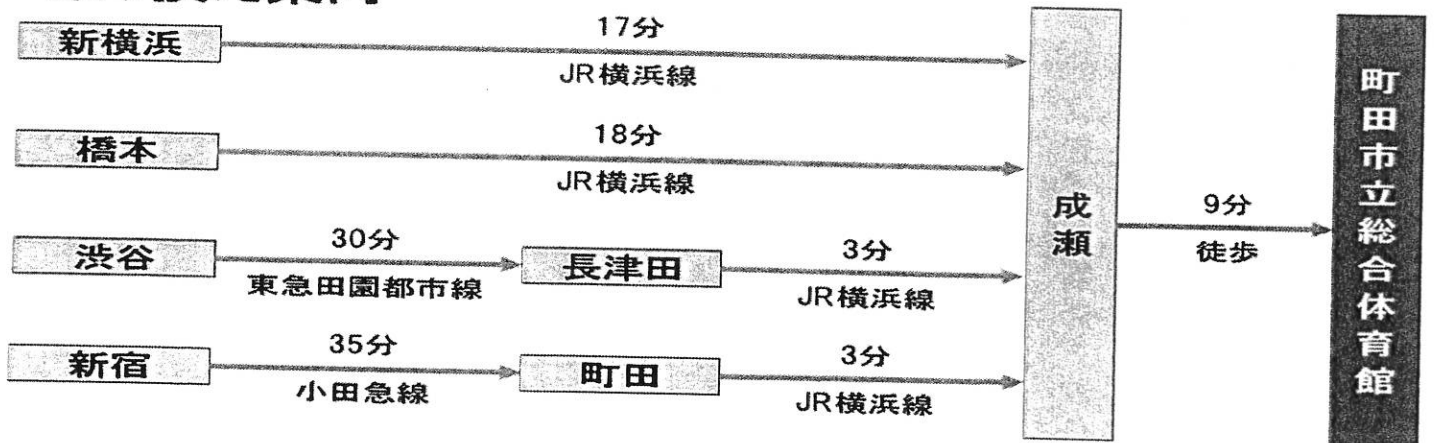 新横浜
17分
JR横浜線
橋本
18分
JR横浜線
渋谷
30分
東急田園都市線
長津田
3分
JR横浜線
新宿
35分
小田急線
町田
3分
JR横浜線
成瀬
9分
徒歩
町田市立総合体育館